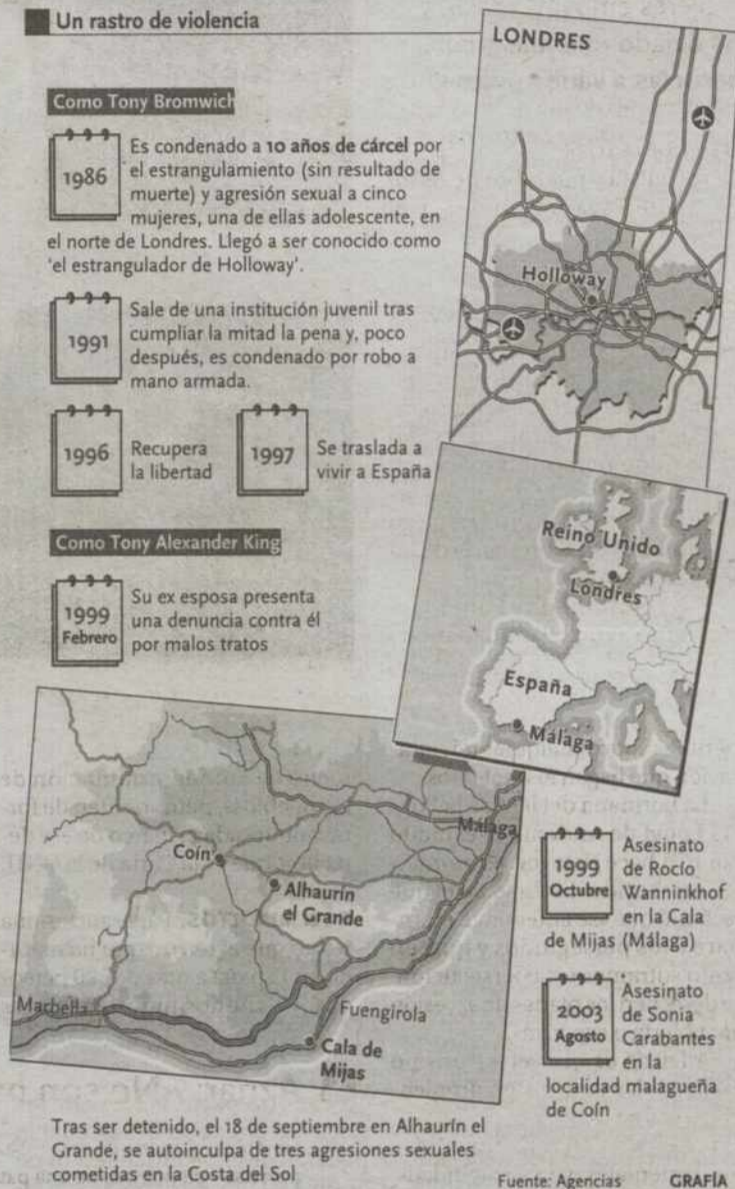 Un rastro de violencia
Como Tony Bromwich
1986
Es condenado a 10 años de cárcel por
el estrangulamiento (sin resultado de
muerte) y agresión sexual a cinco
mujeres, una de ellas adolescente, en
el norte de Londres. Llegó a ser conocido como
'el estrangulador de Holloway'.
1991
Sale de una institución juvenil tras
cumpliar la mitad la pena y, poco
después, es condenado por robo a
mano armada.
1996
Recupera
la libertad
1997
Se traslada a
vivir a España
Como Tony Alexander King
1999
Febrero
Su ex esposa presenta
una denuncia contra él
por malos tratos
LONDRES
Holloway
Reino Unido
Londres
España
Málaga
Málaga
Coín
Alhaurín
el Grande
Marbella
Fuengirola
Cala de
Mijas
1999
Octubre
Asesinato
de Rocío
Wanninkhof
en la Cala
de Mijas (Málaga)
2003
Agosto
Asesinato
de Sonia
Carabantes
en la
localidad malagueña
de Coín
Tras ser detenido, el 18 de septiembre en Alhaurín el
Grande, se autoinculpa de tres agresiones sexuales
cometidas en la Costa del Sol
Fuente: Agencias
GRAFÍA